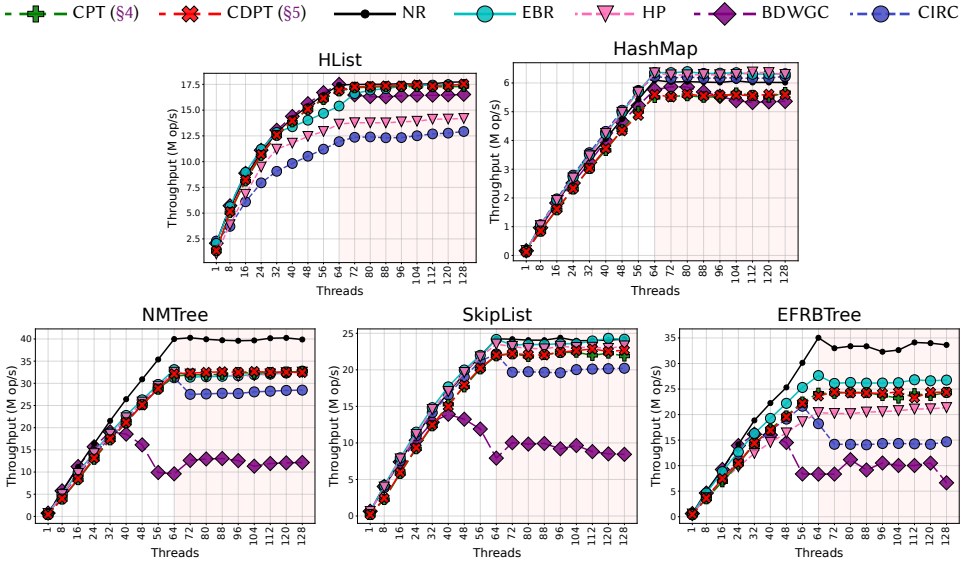 CPT (§4) CDPT (§5) NR EBR HP BDWGC CIRC
HList
Throughput (M op/s)
17.5
15.0
12.5
10.0
7.5
5.0
2.5
1 8 16 24 32 40 48 56 64 72 80 88 96 104 112 120 128
Threads
HashMap
Throughput (M op/s)
6
5
4
3
2
1
0
1 8 16 24 32 40 48 56 64 72 80 88 96 104 112 120 128
Threads
NMTree
Throughput (M op/s)
40
35
30
25
20
15
10
5
0
1 8 16 24 32 40 48 56 64 72 80 88 96 104 112 120 128
Threads
SkipList
Throughput (M op/s)
25
20
15
10
5
0
1 8 16 24 32 40 48 56 64 72 80 88 96 104 112 120 128
Threads
EFRBTree
Throughput (M op/s)
35
30
25
20
15
10
5
0
1 8 16 24 32 40 48 56 64 72 80 88 96 104 112 120 128
Threads